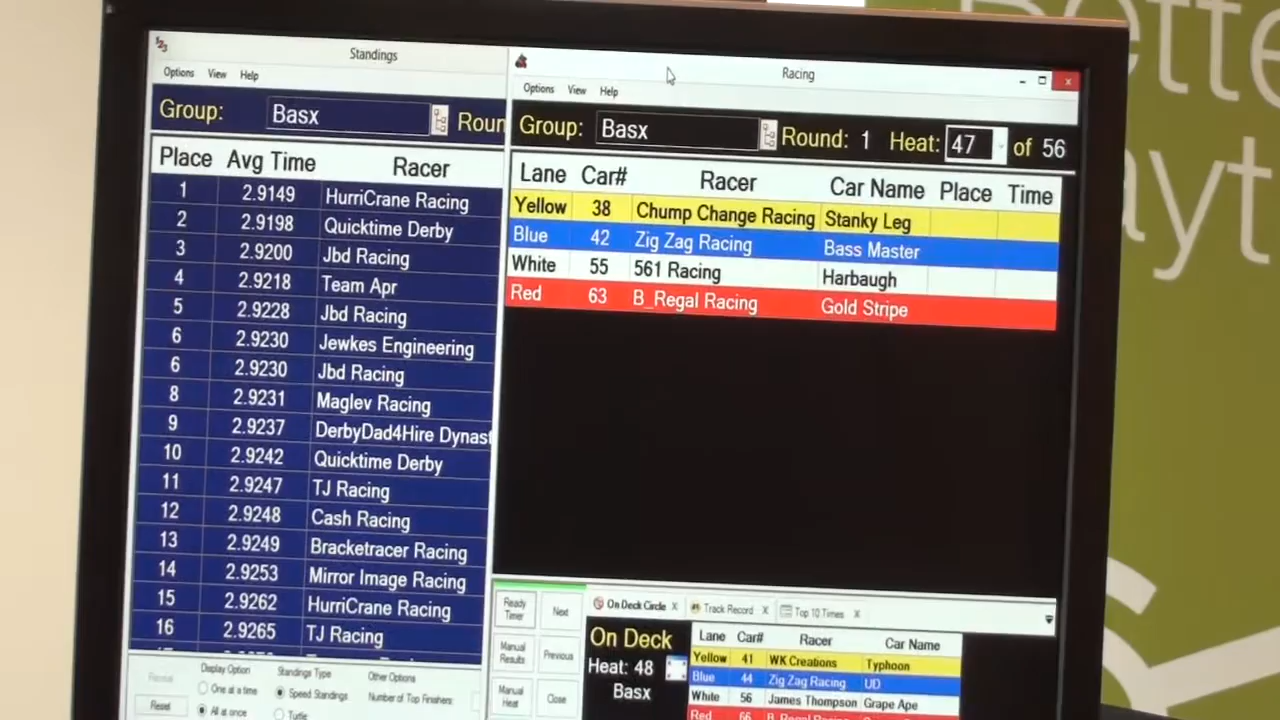 Standings
Options View Help
Group: Basx
Place Avg Time Racer
1 2.9149 HurriCrane Racing
2 2.9198 Quicktime Derby
3 2.9200 Jbd Racing
4 2.9218 Team Apr
5 2.9228 Jbd Racing
6 2.9230 Jewkes Engineering
6 2.9230 Jbd Racing
8 2.9231 Maglev Racing
9 2.9237 DerbyDad4Hire Dynast
10 2.9242 Quicktime Derby
11 2.9247 TJ Racing
12 2.9248 Cash Racing
13 2.9249 Bracketracer Racing
14 2.9253 Mirror Image Racing
15 2.9262 HurriCrane Racing
16 2.9265 TJ Racing
Display Option Standings Type Other Options
One at a time Speed Standings Number of Top Finishers:
Reset All at once Turtle
Racing
Options View Help
Group: Basx Round: 1 Heat: 47 of 56
Lane Car# Racer Car Name Place Time
Yellow 38 Chump Change Racing Stanky Leg
Blue 42 Zig Zag Racing Bass Master
White 55 561 Racing Harbaugh
Red 63 B_Regal Racing Gold Stripe
Ready Timer Next
Manual Results Previous
Manual Heat Close
On Deck Circle X Track Record X Top 10 Times X
On Deck
Heat: 48
Basx
Lane Car# Racer Car Name
Yellow 41 WK Creations Typhoon
Blue 44 Zig Zag Racing UD
White 56 James Thompson Grape Ape
Red 66 B_Regal Racing